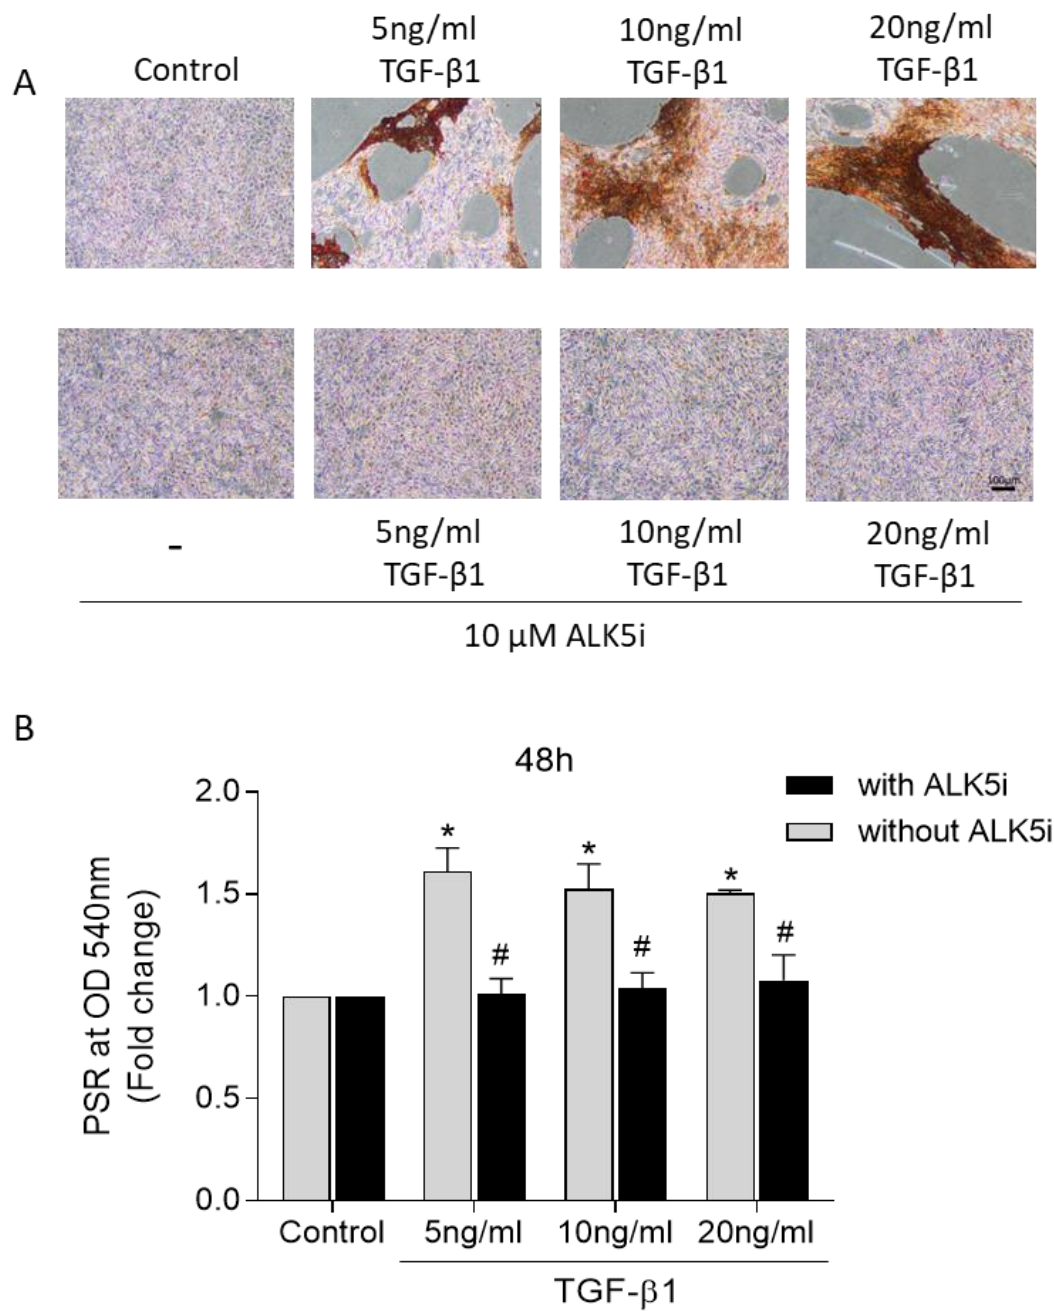 A
Control
5ng/ml
TGF-β1
10ng/ml
TGF-β1
20ng/ml
TGF-β1
100μm
-
5ng/ml
TGF-β1
10ng/ml
TGF-β1
20ng/ml
TGF-β1
10 μM ALK5i
B
48h
with ALK5i
without ALK5i
PSR at OD 540nm
(Fold change)
2.0
1.5
1.0
0.5
0.0
*
#
*
#
*
#
Control
5ng/ml
10ng/ml
20ng/ml
TGF-β1